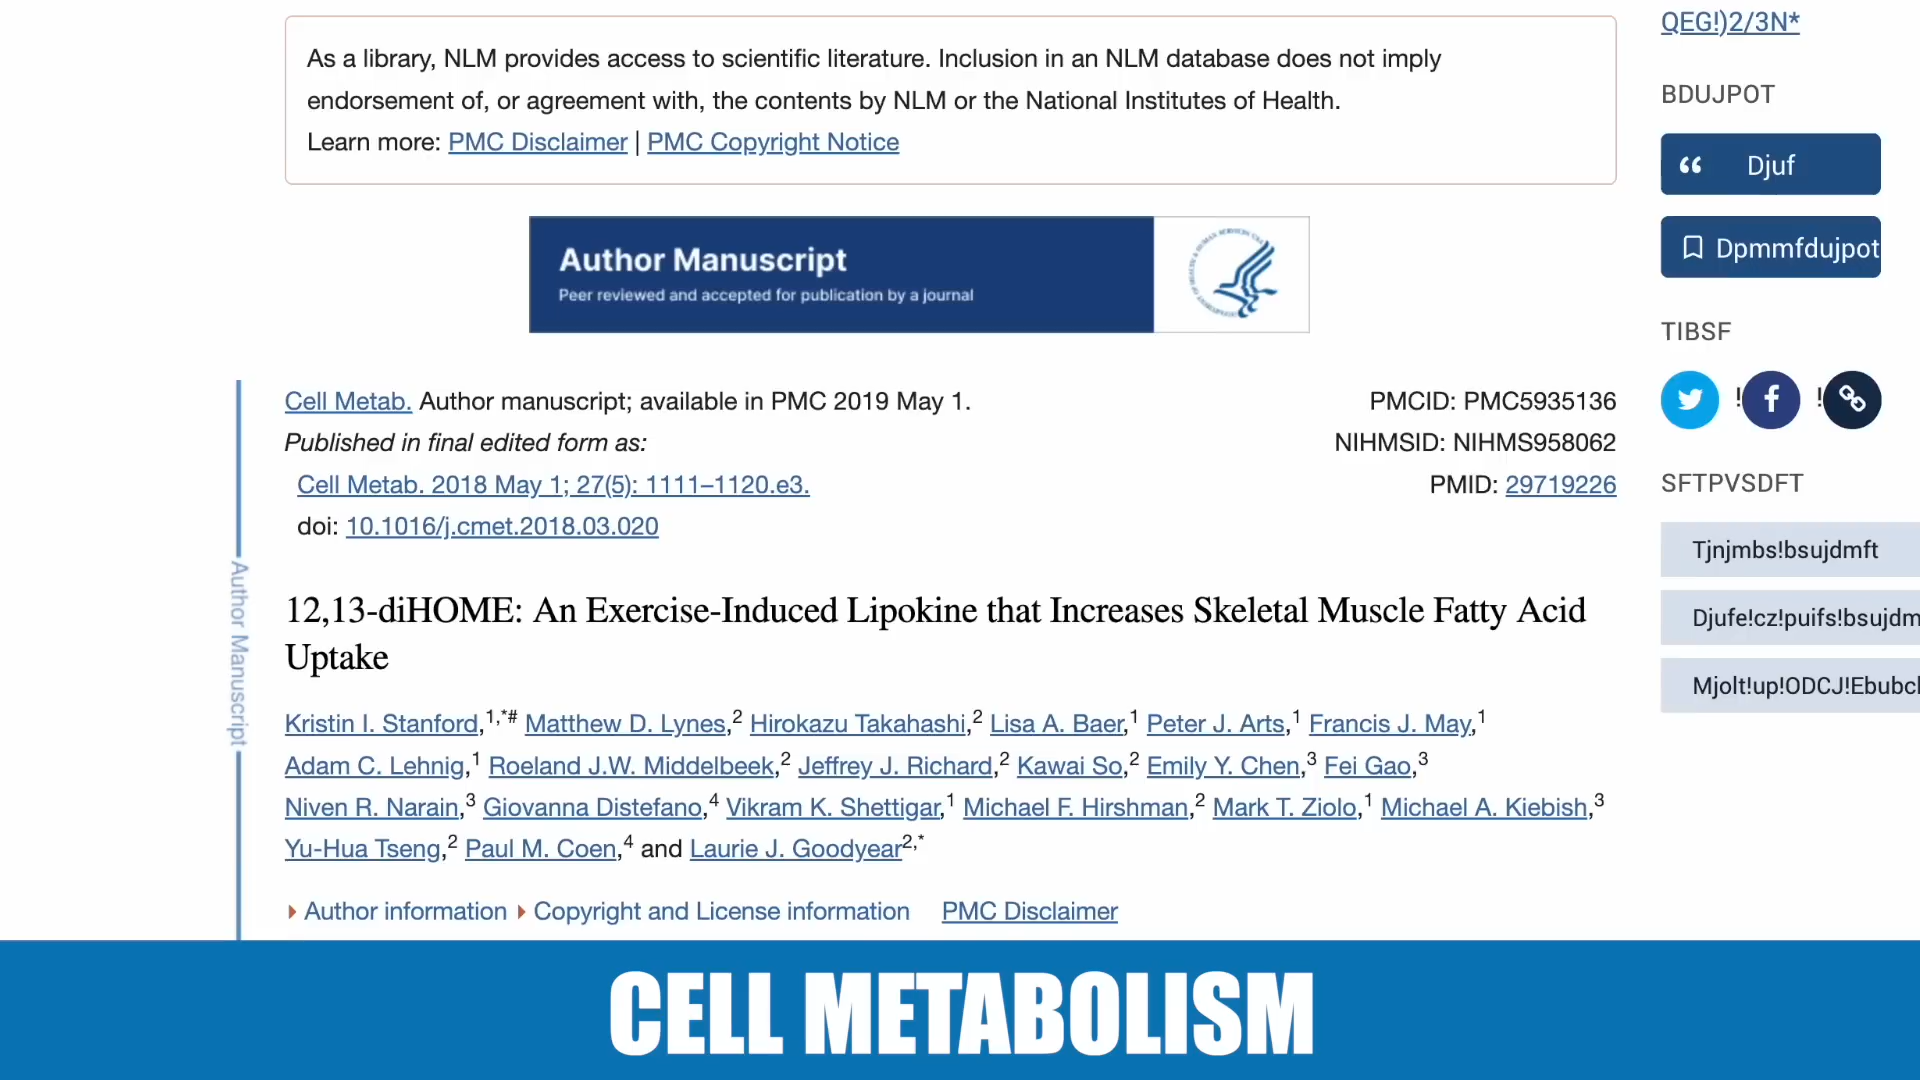 As a library, NLM provides access to scientific literature. Inclusion in an NLM database does not imply
endorsement of, or agreement with, the contents by NLM or the National Institutes of Health.
Learn more: PMC Disclaimer | PMC Copyright Notice
Author Manuscript
Peer reviewed and accepted for publication by a journal
Cell Metab. Author manuscript; available in PMC 2019 May 1.
Published in final edited form as:
Cell Metab. 2018 May 1; 27(5): 1111–1120.e3.
doi: 10.1016/j.cmet.2018.03.020
PMCID: PMC5935136
NIHMSID: NIHMS958062
PMID: 29719226
Author Manuscript
12,13-diHOME: An Exercise-Induced Lipokine that Increases Skeletal Muscle Fatty Acid
Uptake
Kristin I. Stanford,1,*# Matthew D. Lynes,2 Hirokazu Takahashi,2 Lisa A. Baer,1 Peter J. Arts,1 Francis J. May,1
Adam C. Lehnig,1 Roeland J.W. Middelbeek,2 Jeffrey J. Richard,2 Kawai So,2 Emily Y. Chen,3 Fei Gao,3
Niven R. Narain,3 Giovanna Distefano,4 Vikram K. Shettigar,1 Michael F. Hirshman,2 Mark T. Ziolo,1 Michael A. Kiebish,3
Yu-Hua Tseng,2 Paul M. Coen,4 and Laurie J. Goodyear2,*
Author information Copyright and License information PMC Disclaimer
QEG!)2/3N*
BDUJPOT
Djuf
Dpmmfdujpot
TIBSF
! !
SFTPVSDFT
Tjnjmbs!bsujdmft
Djufe!cz!puifs!bsujdm
Mjolt!up!ODCJ!Ebubc
CELL METABOLISM